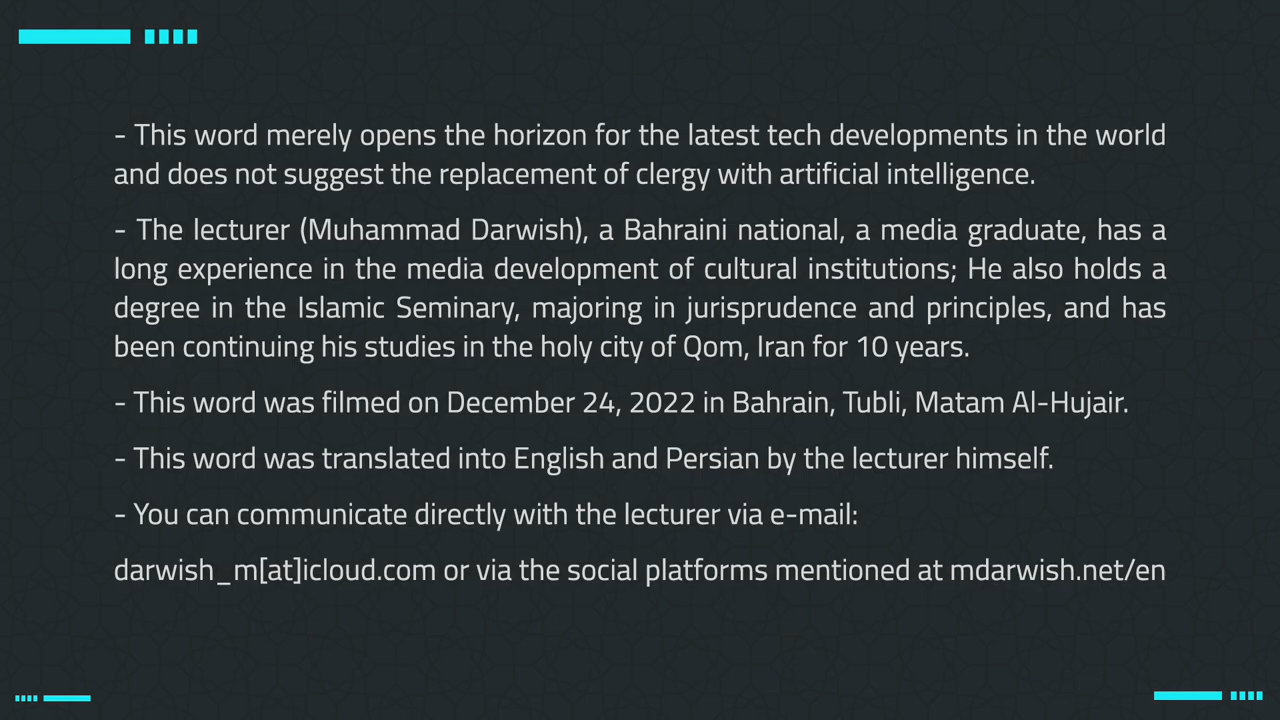 - This word merely opens the horizon for the latest tech developments in the world
and does not suggest the replacement of clergy with artificial intelligence.
- The lecturer (Muhammad Darwish), a Bahraini national, a media graduate, has a
long experience in the media development of cultural institutions; He also holds a
degree in the Islamic Seminary, majoring in jurisprudence and principles, and has
been continuing his studies in the holy city of Qom, Iran for 10 years.
- This word was filmed on December 24, 2022 in Bahrain, Tubli, Matam Al-Hujair.
- This word was translated into English and Persian by the lecturer himself.
- You can communicate directly with the lecturer via e-mail:
darwish_m[at]icloud.com or via the social platforms mentioned at mdarwish.net/en